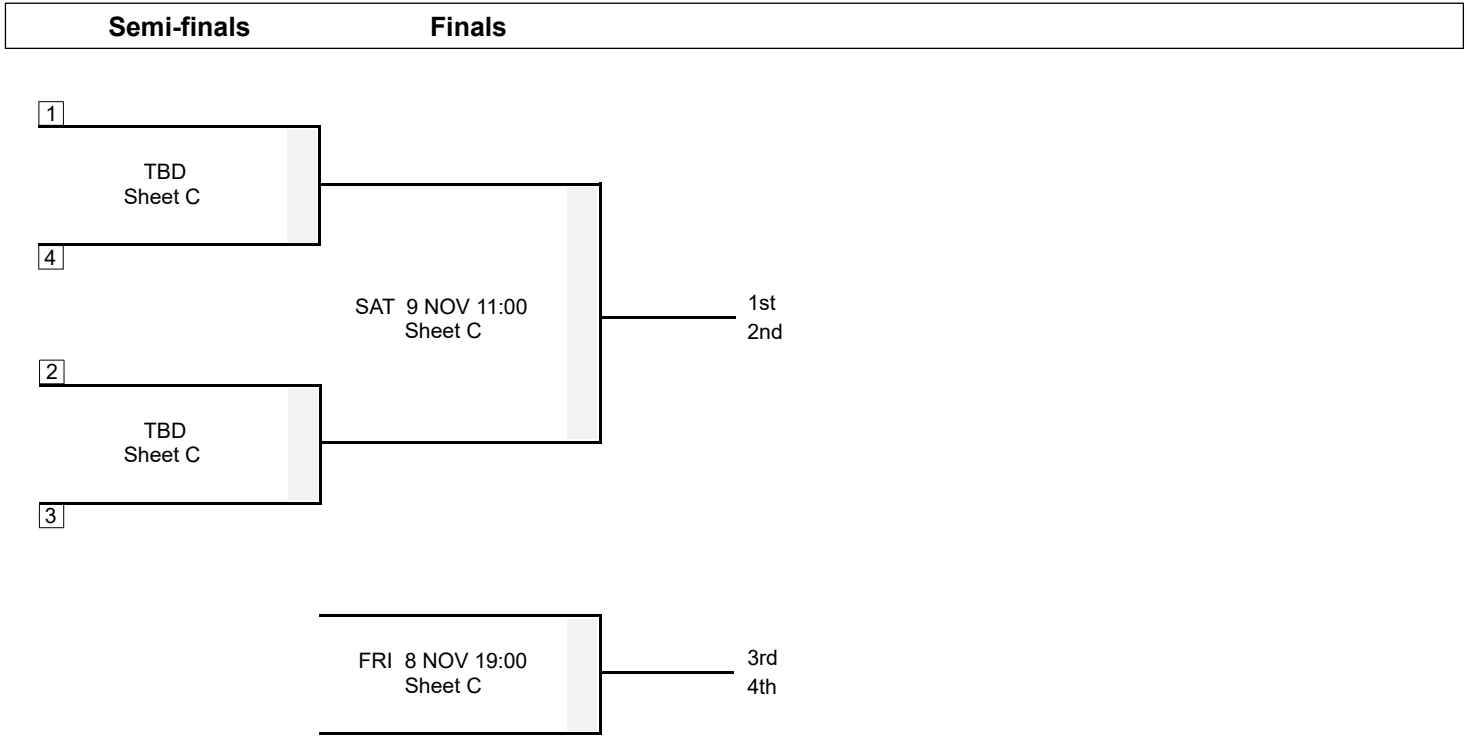 Semi-finals Finals
1
TBD
Sheet C
4
SAT 9 NOV 11:00
Sheet C
1st
2nd
2
TBD
Sheet C
3
FRI 8 NOV 19:00
Sheet C
3rd
4th